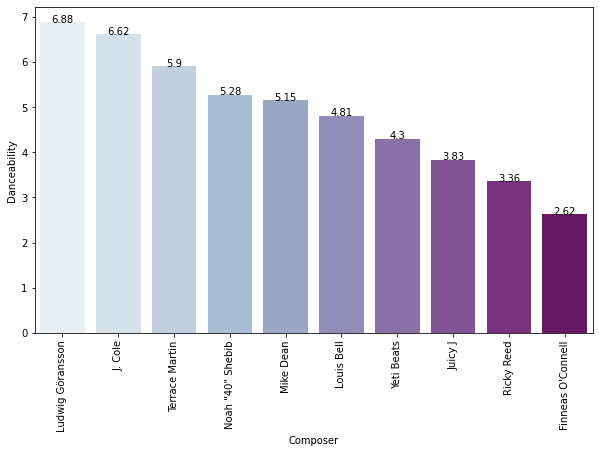 7
6
5
4
3
2
1
0
Danceability
6.88
6.62
5.9
5.28
5.15
4.81
4.3
3.83
3.36
2.62
Ludwig Göransson
J. Cole
Terrace Martin
Noah "40" Shebib
Mike Dean
Louis Bell
Yeti Beats
Juicy J
Ricky Reed
Finneas O'Connell
Composer